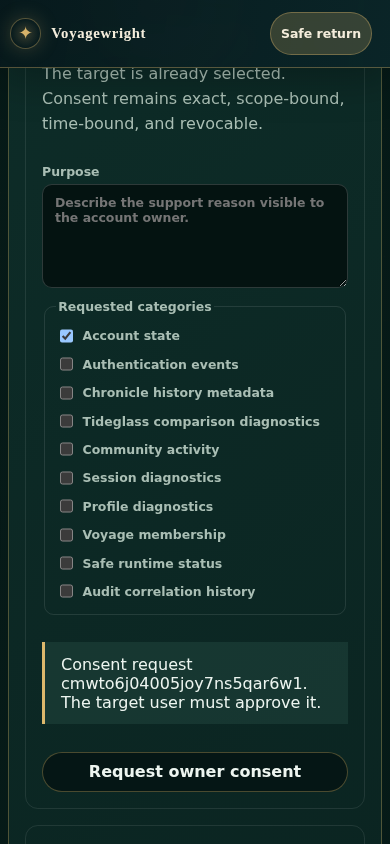 Voyagewright
Safe return
The target is already selected.
Consent remains exact, scope-bound,
time-bound, and revocable.
Purpose
Describe the support reason visible to
the account owner.
Requested categories
Account state
Authentication events
Chronicle history metadata
Tideglass comparison diagnostics
Community activity
Session diagnostics
Profile diagnostics
Voyage membership
Safe runtime status
Audit correlation history
Consent request
cmwto6j04005joy7ns5qar6w1.
The target user must approve it.
Request owner consent